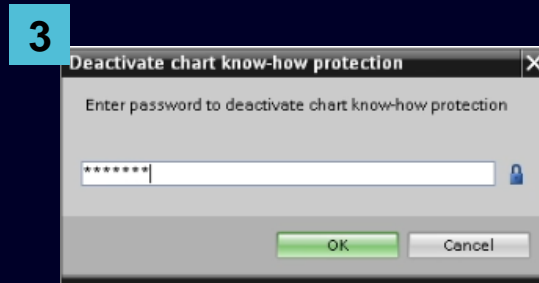 3
Deactivate chart know-how protection
Enter password to deactivate chart know-how protection
*******
OK Cancel